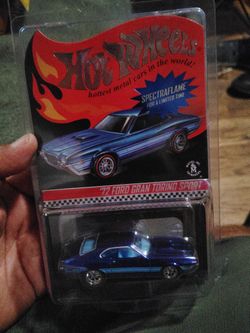 Hot Wheels
hottest metal cars in the world!
SPECTRAFLAME
FOR A LIMITED TIME
'72 FORD GRAN TORINO SPORT